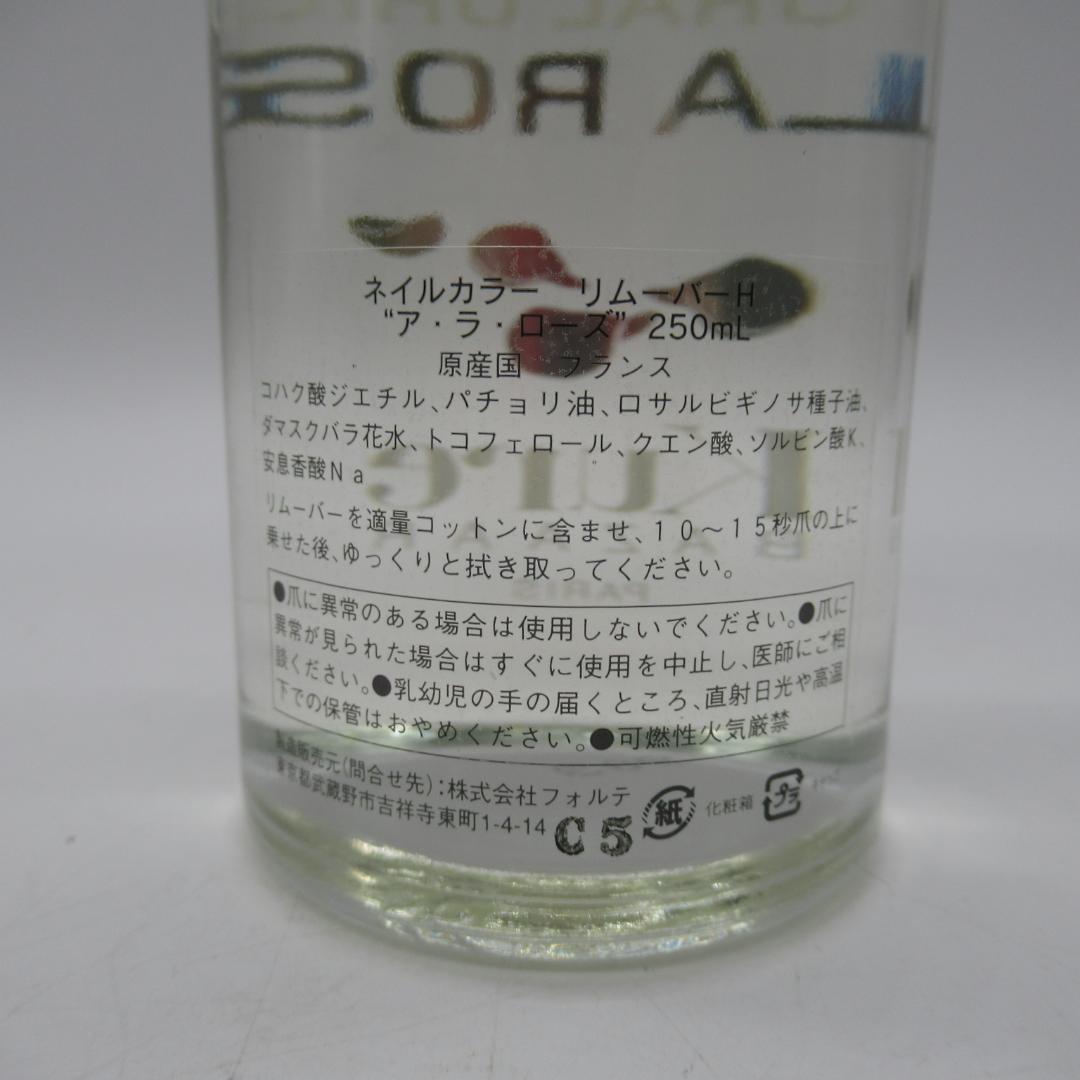 LA ROS
ネイルカラー　リムーバーH
“ア・ラ・ローズ” 250mL
原産国　フランス
コハク酸ジエチル、パチョリ油、ロサルビギノサ種子油、
ダマスクバラ花水、トコフェロール、クエン酸、ソルビン酸K、
安息香酸Na
リムーバーを適量コットンに含ませ、10～15秒爪の上に
乗せた後、ゆっくりと拭き取ってください。
Kure
PARIS
●爪に異常のある場合は使用しないでください。●爪に
異常が見られた場合はすぐに使用を中止し、医師にご相
談ください。●乳幼児の手の届くところ、直射日光や高温
下での保管はおやめください。●可燃性火気厳禁
製造販売元(問合せ先):株式会社フォルテ
東京都武蔵野市吉祥寺東町1-4-14
C5
紙 化粧箱 プラ キャップ